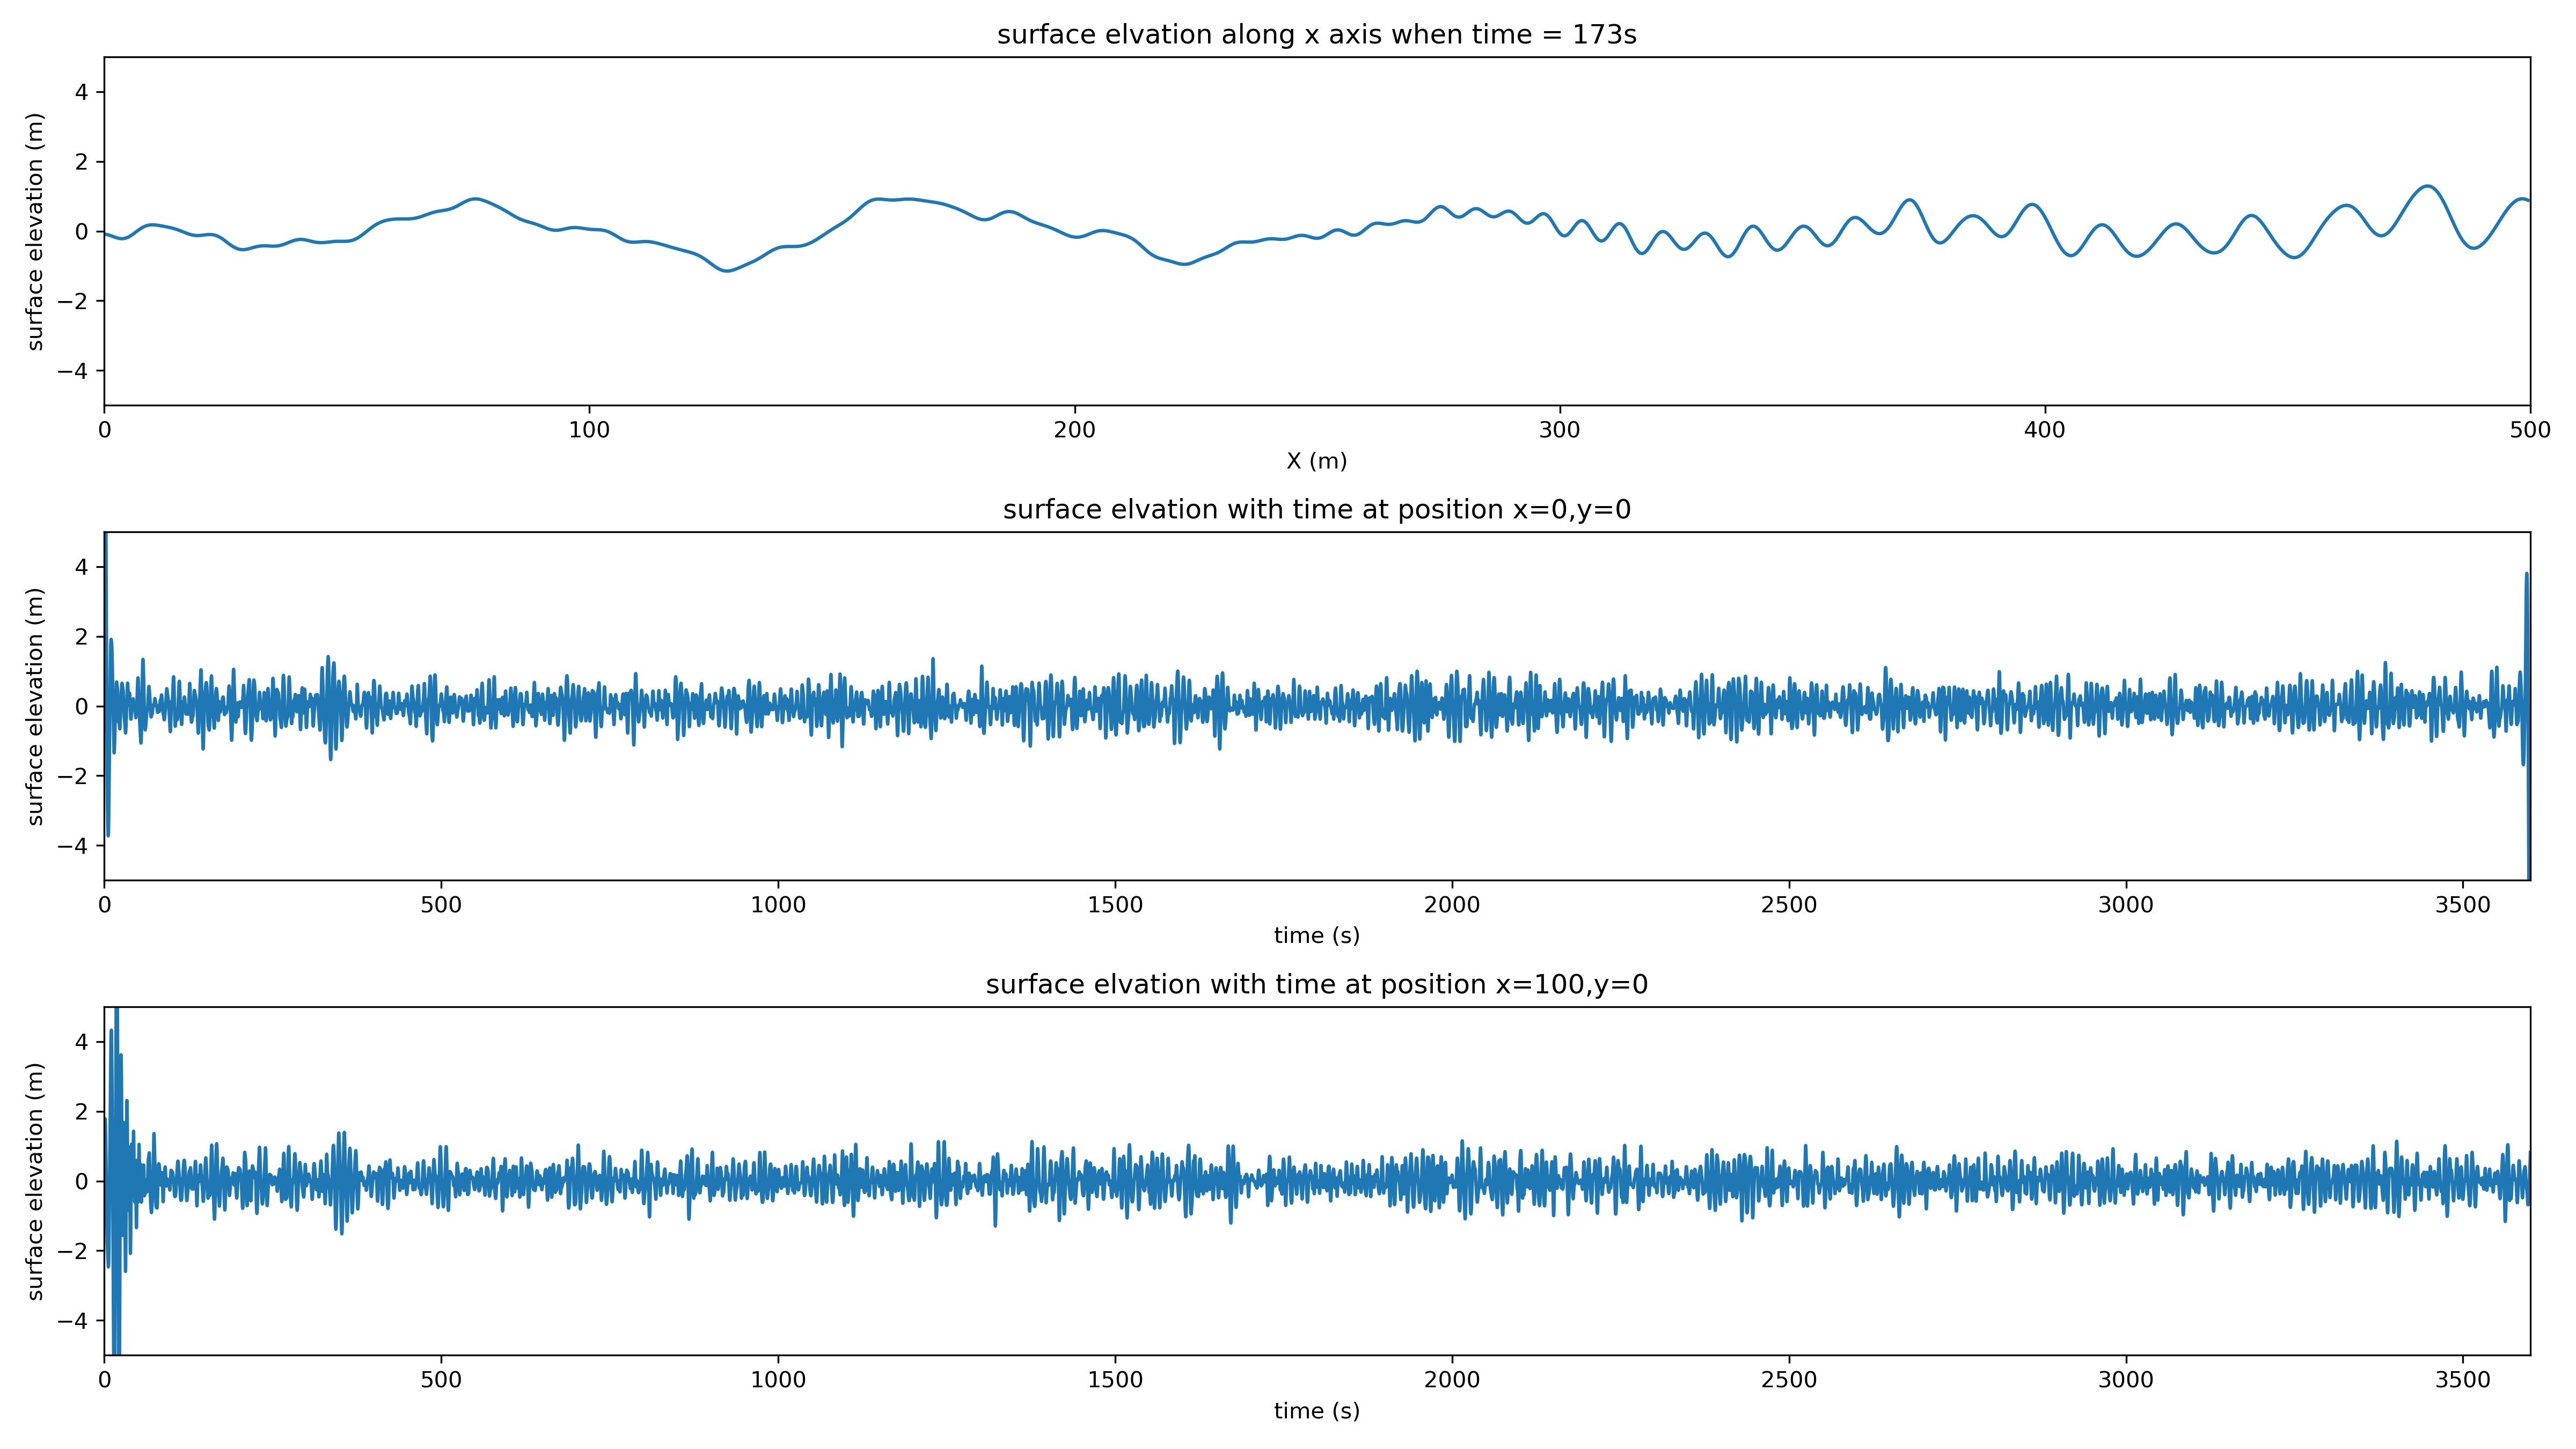 surface elvation along x axis when time = 173s
surface elevation (m)
4
2
0
−2
−4
0 100 200 300 400 500
X (m)
surface elvation with time at position x=0,y=0
surface elevation (m)
4
2
0
−2
−4
0 500 1000 1500 2000 2500 3000 3500
time (s)
surface elvation with time at position x=100,y=0
surface elevation (m)
4
2
0
−2
−4
0 500 1000 1500 2000 2500 3000 3500
time (s)